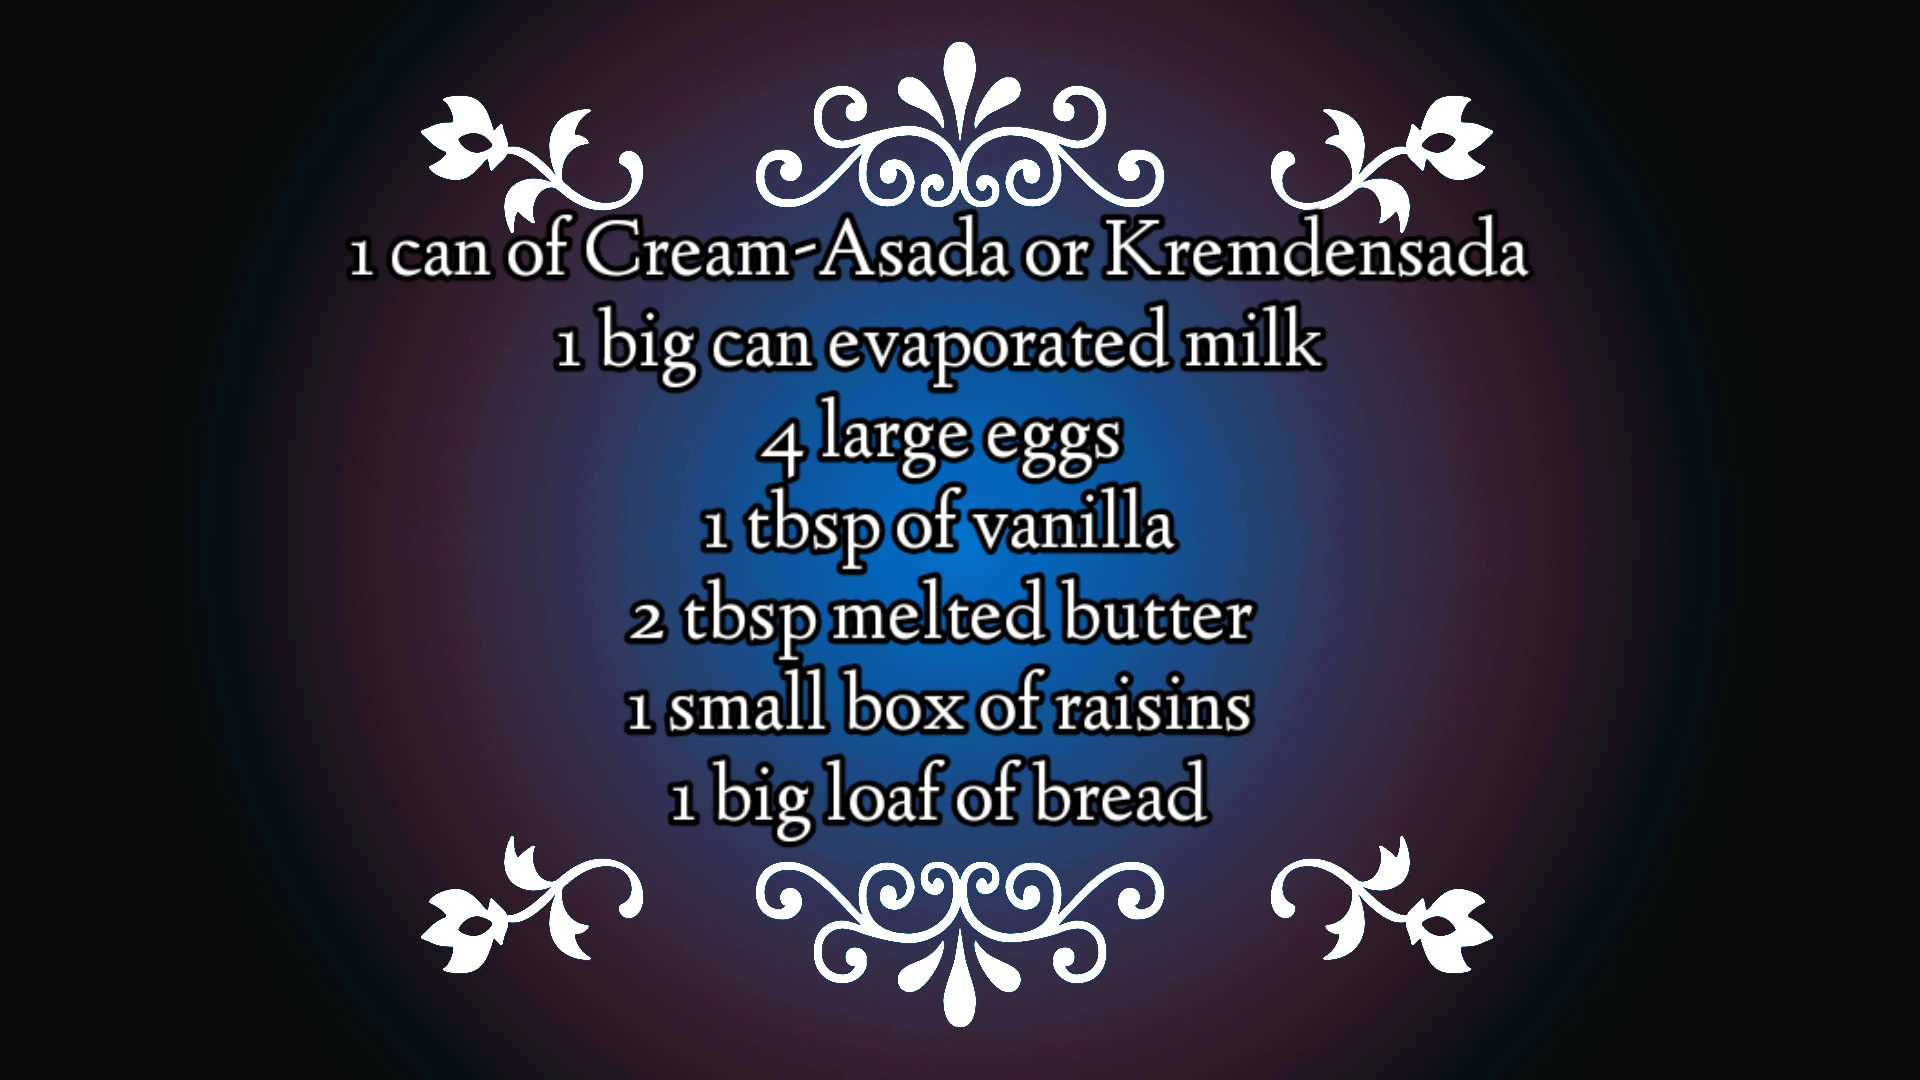 1 can of Cream-Asada or Kremdensada
1 big can evaporated milk
4 large eggs
1 tbsp of vanilla
2 tbsp melted butter
1 small box of raisins
1 big loaf of bread